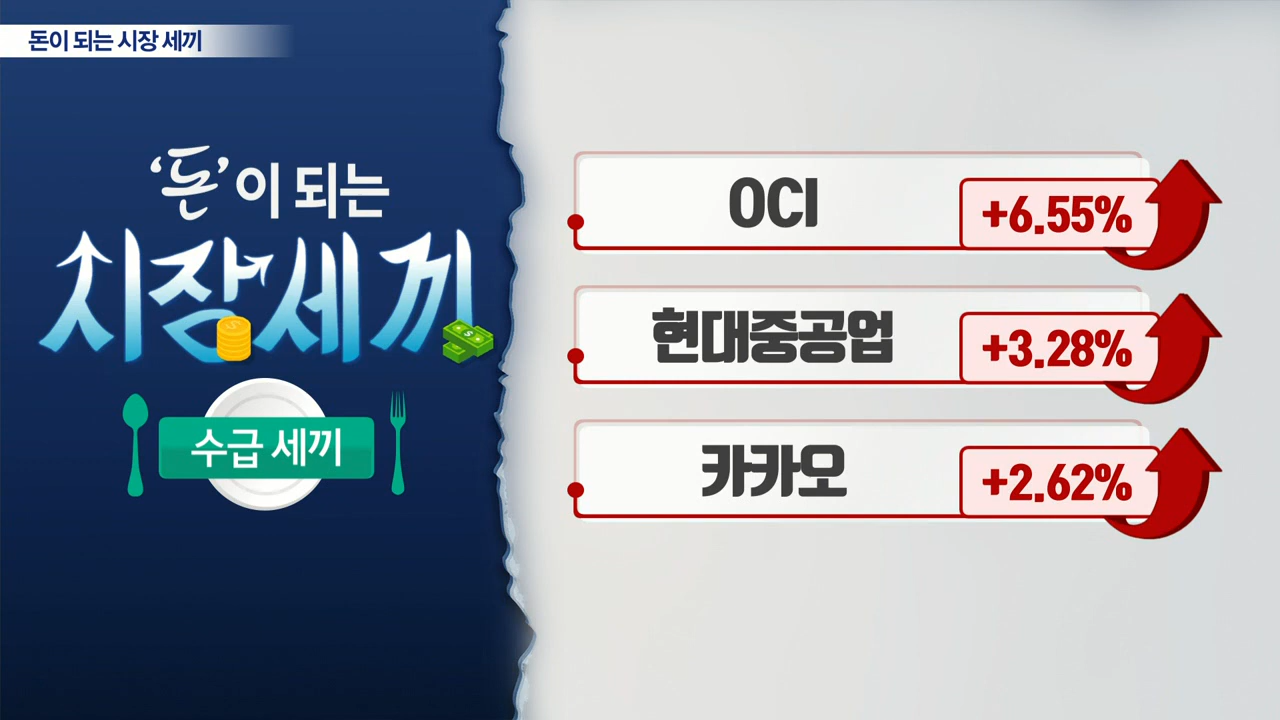 돈이 되는 시장 세끼
‘돈’이 되는
시장세끼
수급 세끼
OCI
+6.55%
현대중공업
+3.28%
카카오
+2.62%